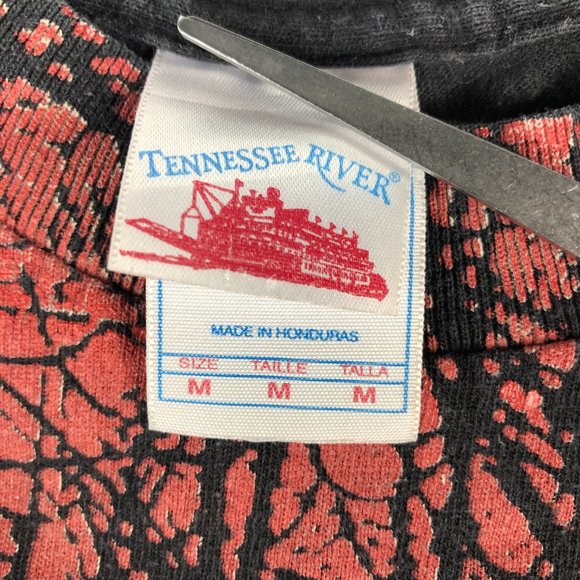 TENNESSEE RIVER®
MADE IN HONDURAS
SIZE TAILLE TALLA
M M M